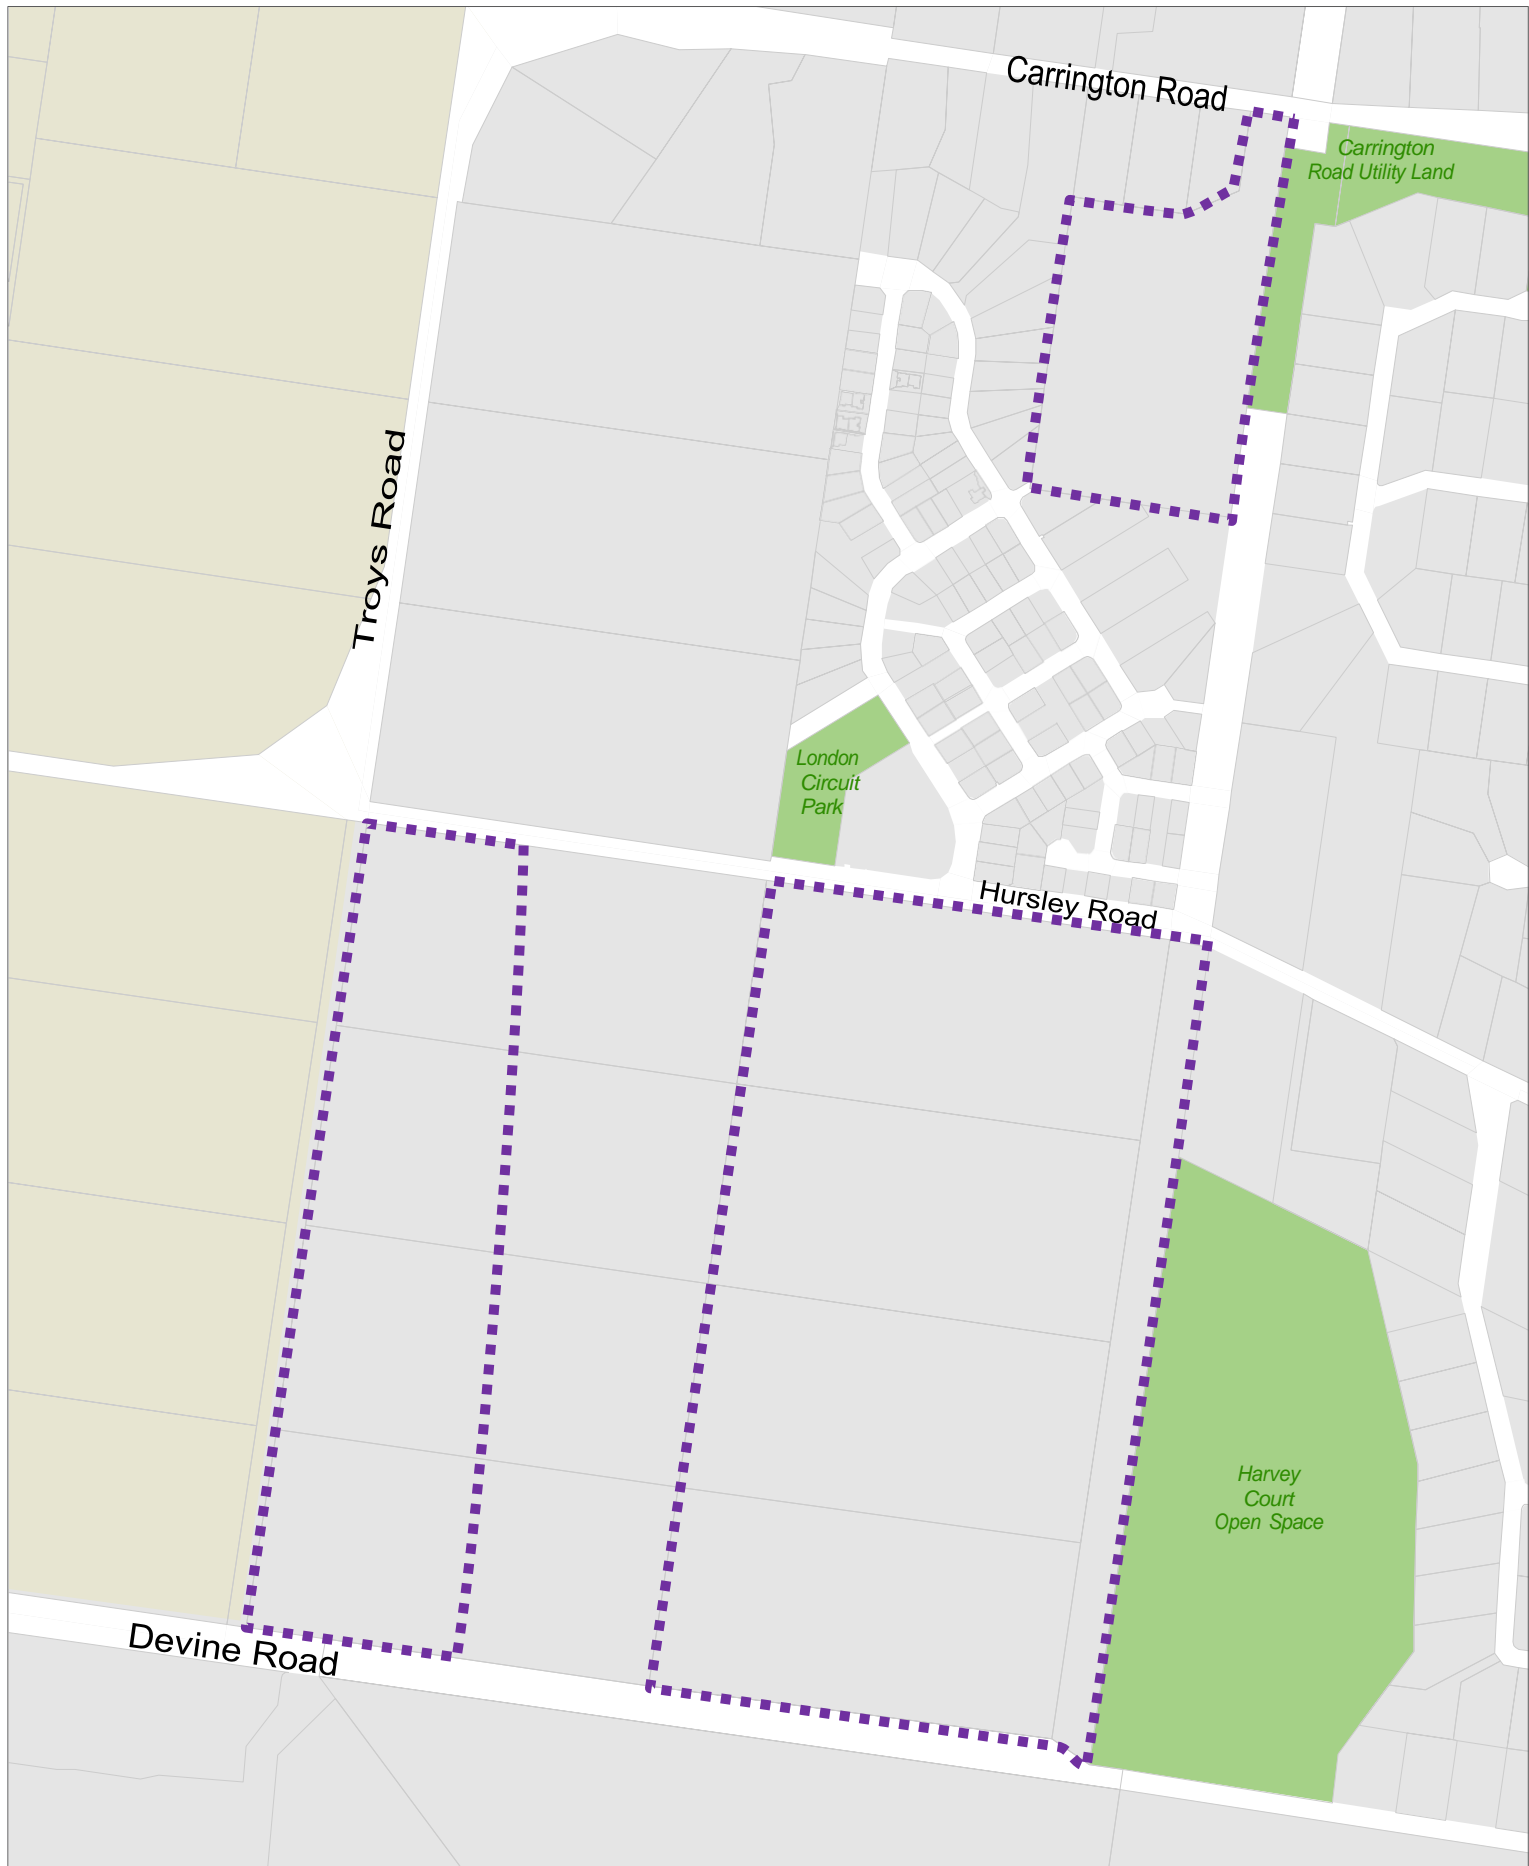 Carrington Road
Carrington
Road Utility Land
Troys Road
London
Circuit
Park
Hursley Road
Harvey
Court
Open Space
Devine Road